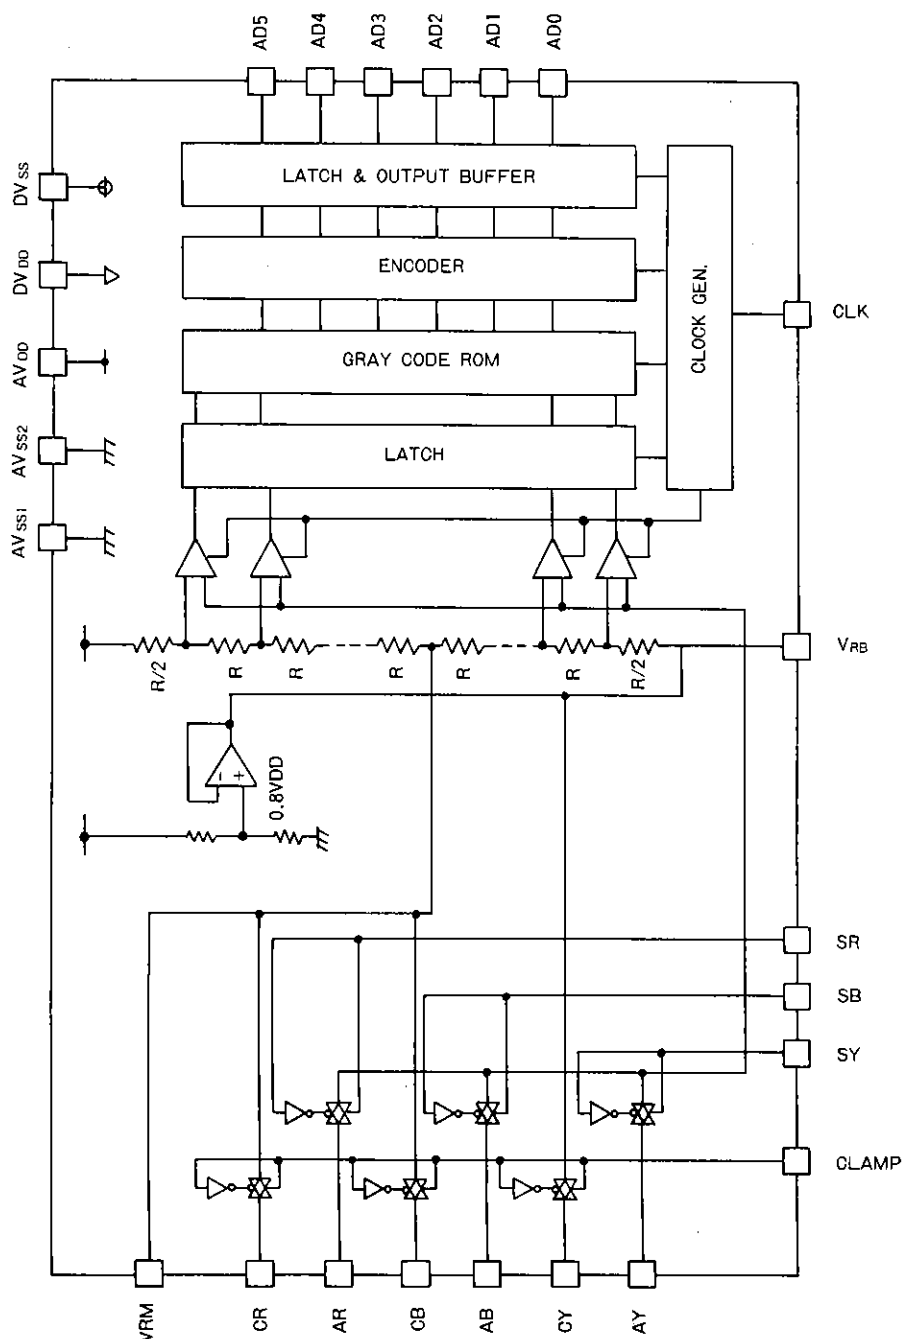 AD5
AD4
AD3
AD2
AD1
AD0
DVSS
DVDD
AVDD
AVSS2
AVSS1
LATCH & OUTPUT BUFFER
ENCODER
GRAY CODE ROM
LATCH
CLOCK GEN.
CLK
R/2
R
R
R
R
R
R/2
VRB
-
+
0.8VDD
SR
SB
SY
CLAMP
VRM
CR
AR
CB
AB
CY
AY